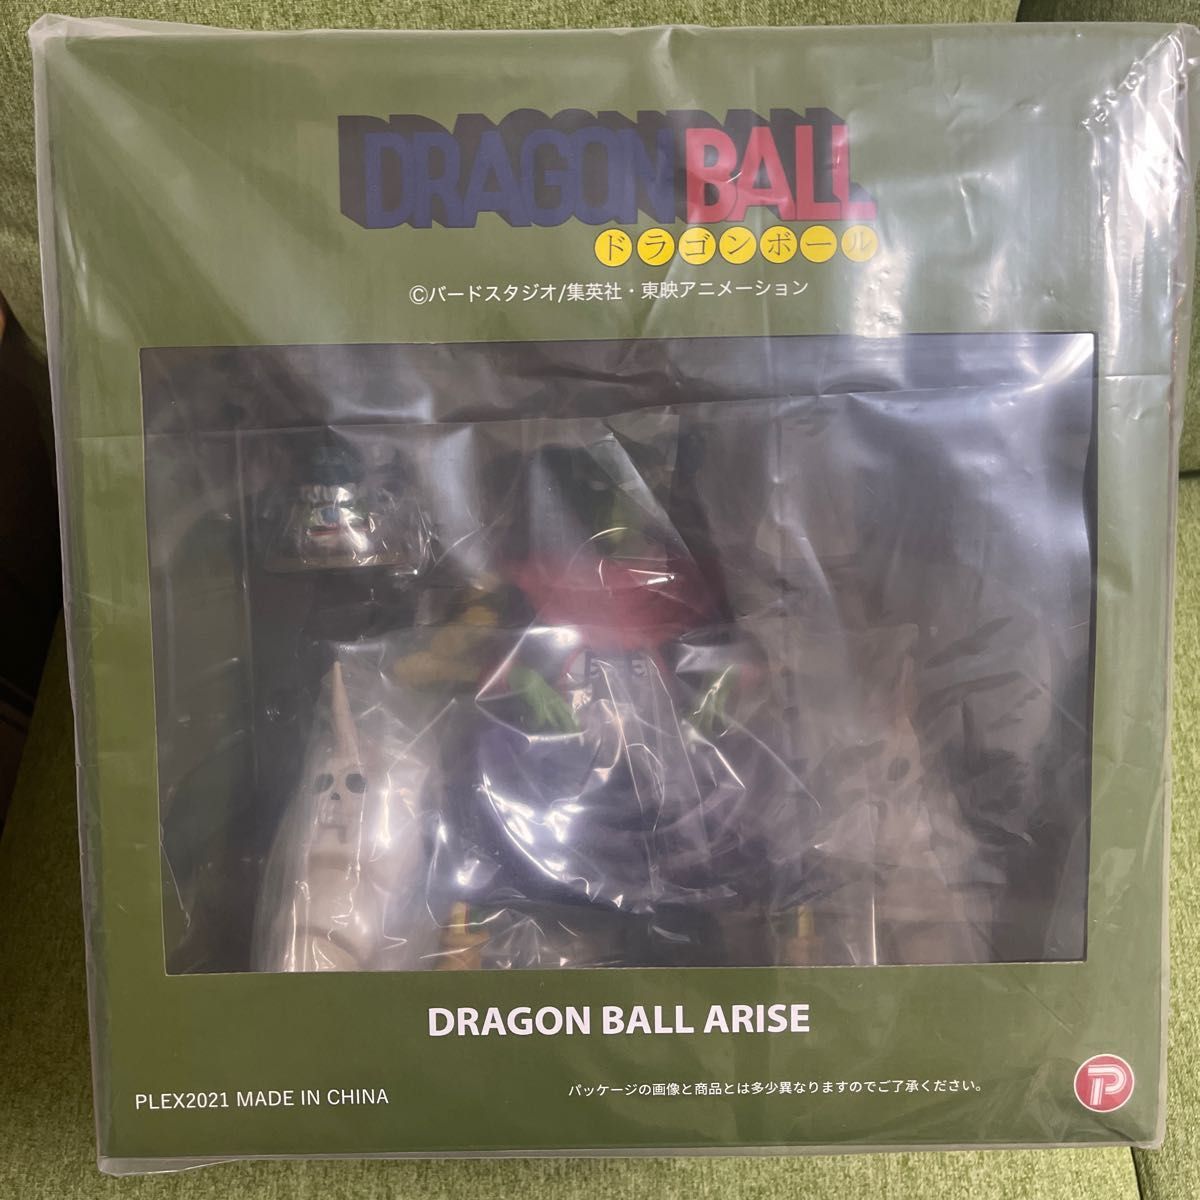 DRAGON BALL
ドラゴンボール
©バードスタジオ/集英社・東映アニメーション
DRAGON BALL ARISE
PLEX2021 MADE IN CHINA
パッケージの画像と商品とは多少異なりますのでご了承ください。
P